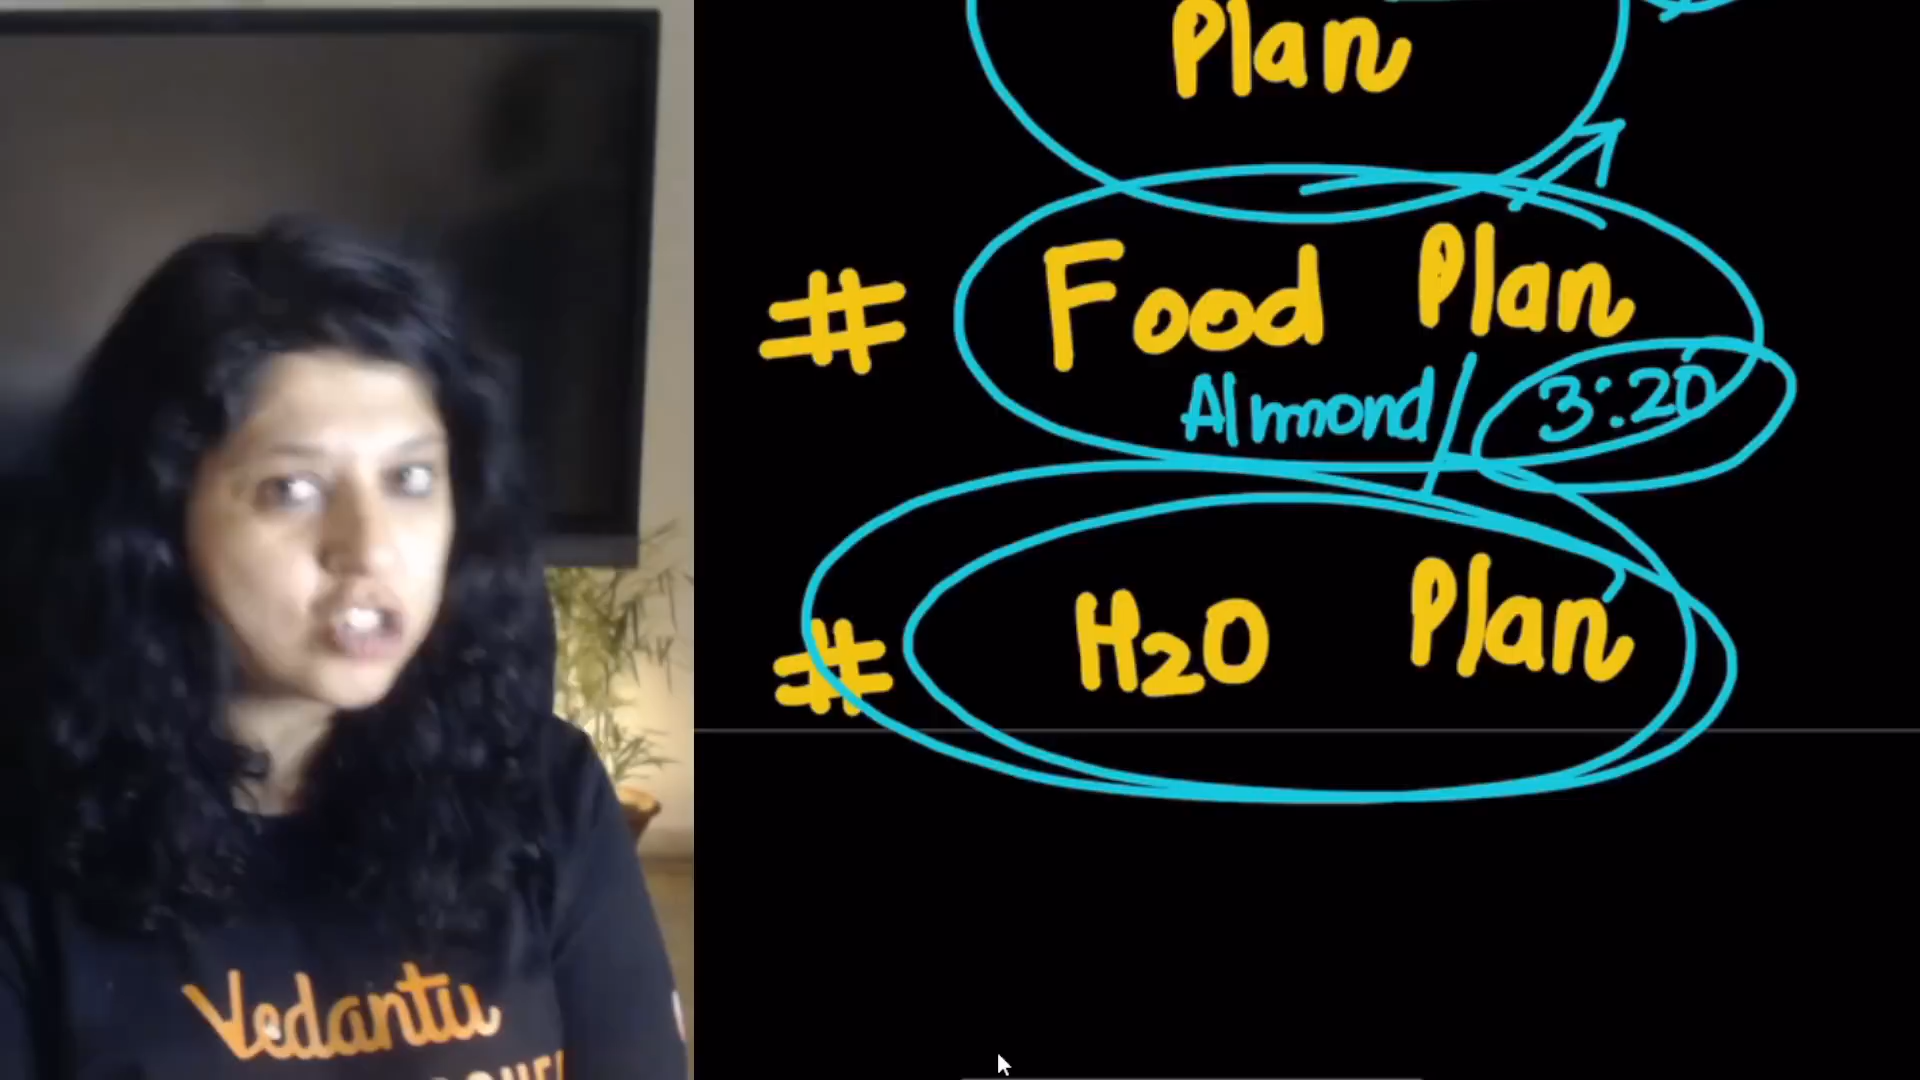 Plan
# Food Plan
Almond / 3:20
# H2O Plan
Vedantu